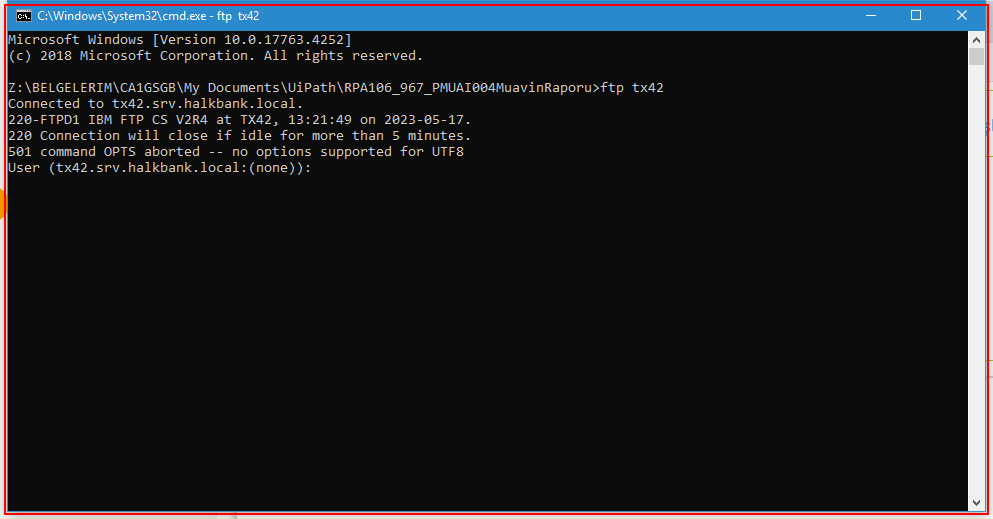 C:\Windows\System32\cmd.exe - ftp  tx42
Microsoft Windows [Version 10.0.17763.4252]
(c) 2018 Microsoft Corporation. All rights reserved.
Z:\BELGELERIM\CA1GSGB\My Documents\UiPath\RPA106_967_PMUAI004MuavinRaporu>ftp tx42
Connected to tx42.srv.halkbank.local.
220-FTPD1 IBM FTP CS V2R4 at TX42, 13:21:49 on 2023-05-17.
220 Connection will close if idle for more than 5 minutes.
501 command OPTS aborted -- no options supported for UTF8
User (tx42.srv.halkbank.local:(none)):